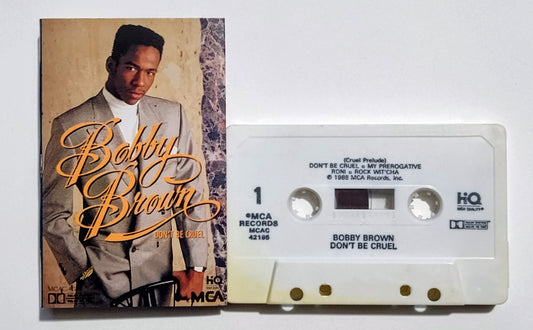 Bobby
Brown
DON'T BE CRUEL
HQ
MCAC
MCA
(Cruel Prelude)
DON'T BE CRUEL • MY PREROGATIVE
RONI • ROCK WIT'CHA
© 1988 MCA Records, Inc.
1
℗MCA
RECORDS
MCAC
42185
HQ
HIGH QUALITY
BOBBY BROWN
DON'T BE CRUEL